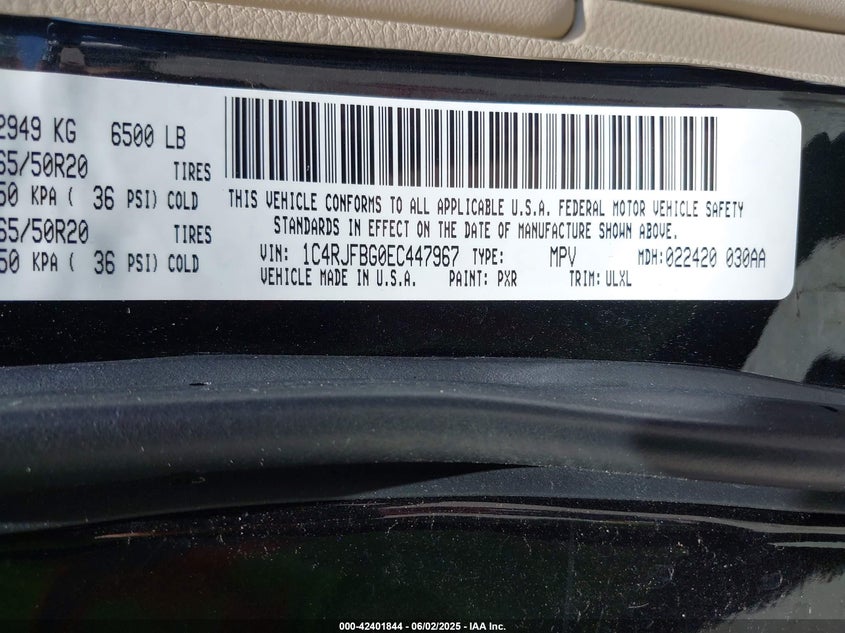 2949 KG 6500 LB
65/50R20 TIRES
50 KPA ( 36 PSI) COLD
65/50R20 TIRES
50 KPA ( 36 PSI) COLD
THIS VEHICLE CONFORMS TO ALL APPLICABLE U.S.A. FEDERAL MOTOR VEHICLE SAFETY
STANDARDS IN EFFECT ON THE DATE OF MANUFACTURE SHOWN ABOVE.
VIN: 1C4RJFBG0EC447967 TYPE: MPV MDH:022420 030AA
VEHICLE MADE IN U.S.A. PAINT: PXR TRIM: ULXL
000-42401844 | 06/02/2025 - IAA Inc.